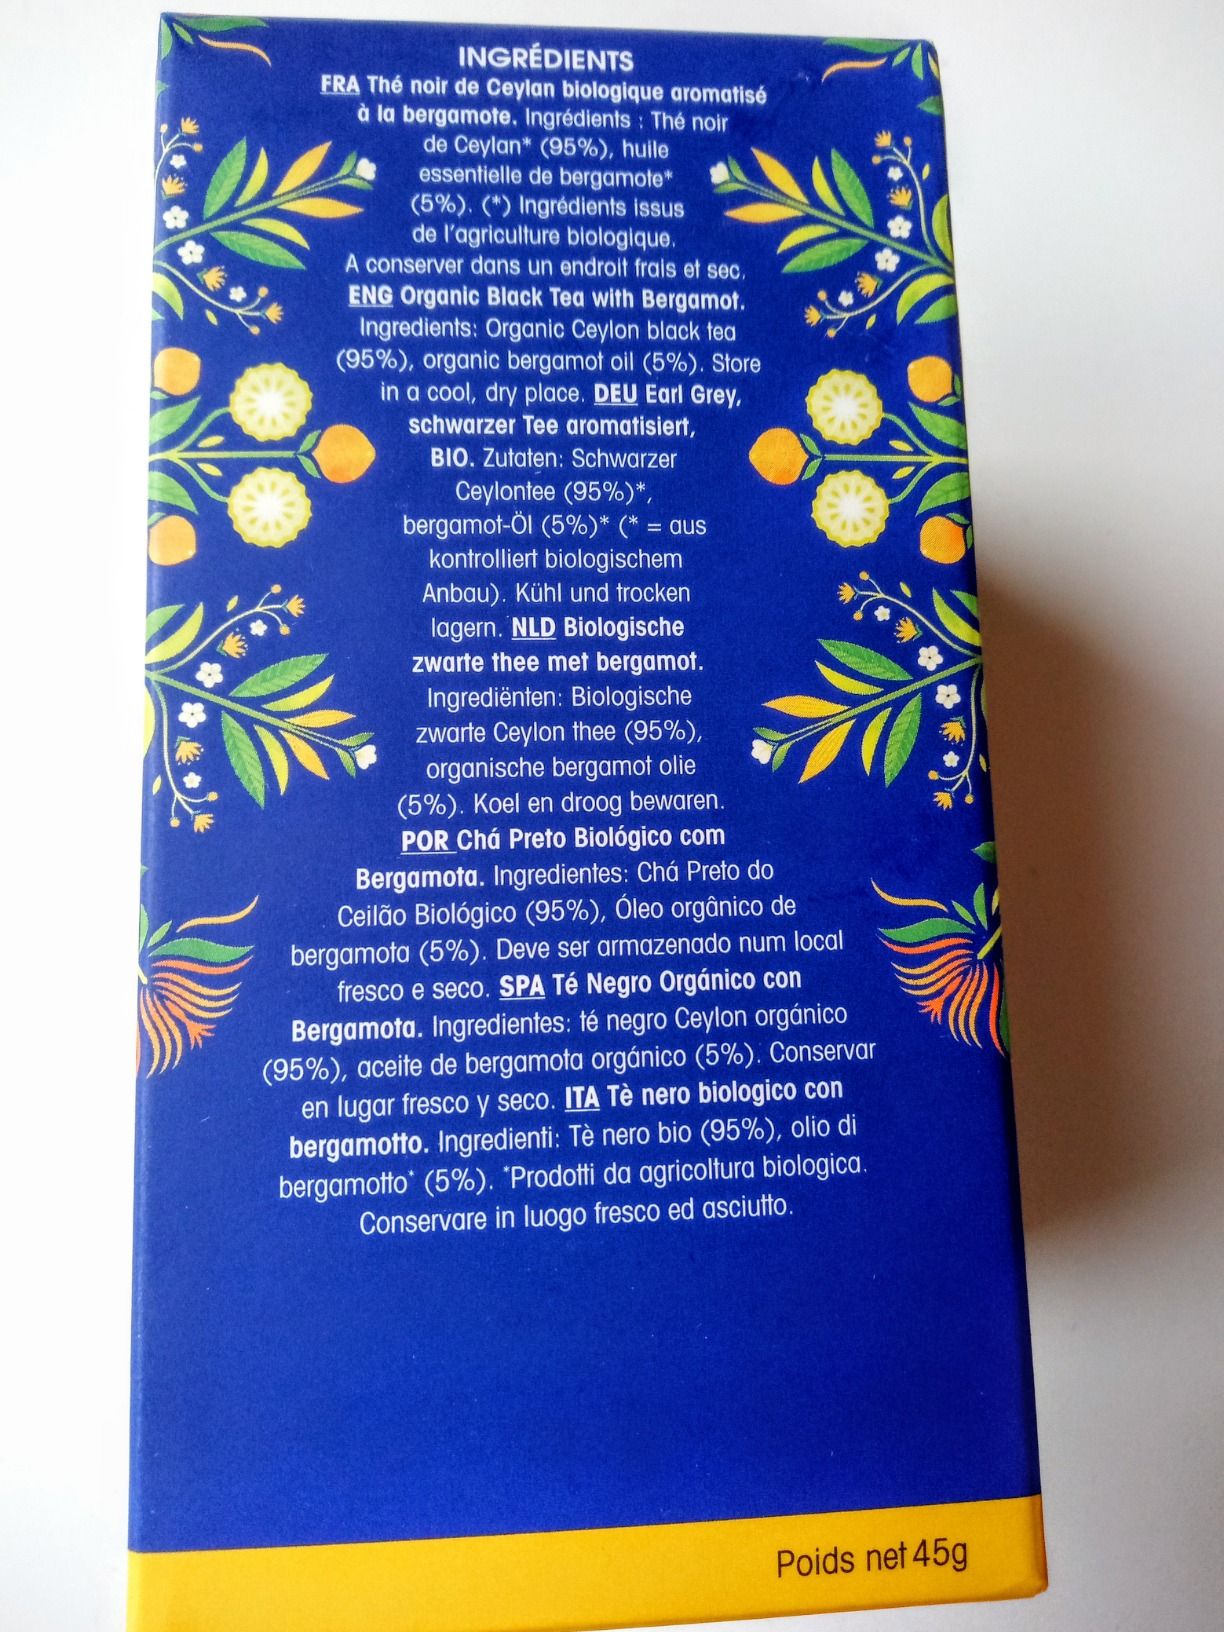 INGRÉDIENTS
FRA Thé noir de Ceylan biologique aromatisé
à la bergamote. Ingrédients : Thé noir
de Ceylan* (95%), huile
essentielle de bergamote*
(5%). (*) Ingrédients issus
de l'agriculture biologique.
A conserver dans un endroit frais et sec.
ENG Organic Black Tea with Bergamot.
Ingredients: Organic Ceylon black tea
(95%), organic bergamot oil (5%). Store
in a cool, dry place. DEU Earl Grey,
schwarzer Tee aromatisiert,
BIO. Zutaten: Schwarzer
Ceylontee (95%)*,
bergamot-Öl (5%)* (* = aus
kontrolliert biologischem
Anbau). Kühl und trocken
lagern. NLD Biologische
zwarte thee met bergamot.
Ingrediënten: Biologische
zwarte Ceylon thee (95%),
organische bergamot olie
(5%). Koel en droog bewaren.
POR Chá Preto Biológico com
Bergamota. Ingredientes: Chá Preto do
Ceilão Biológico (95%), Óleo orgânico de
bergamota (5%). Deve ser armazenado num local
fresco e seco. SPA Té Negro Orgánico con
Bergamota. Ingredientes: té negro Ceylon orgánico
(95%), aceite de bergamota orgánico (5%). Conservar
en lugar fresco y seco. ITA Tè nero biologico con
bergamotto. Ingredienti: Tè nero bio (95%), olio di
bergamotto* (5%). *Prodotti da agricoltura biologica.
Conservare in luogo fresco ed asciutto.
Poids net 45g